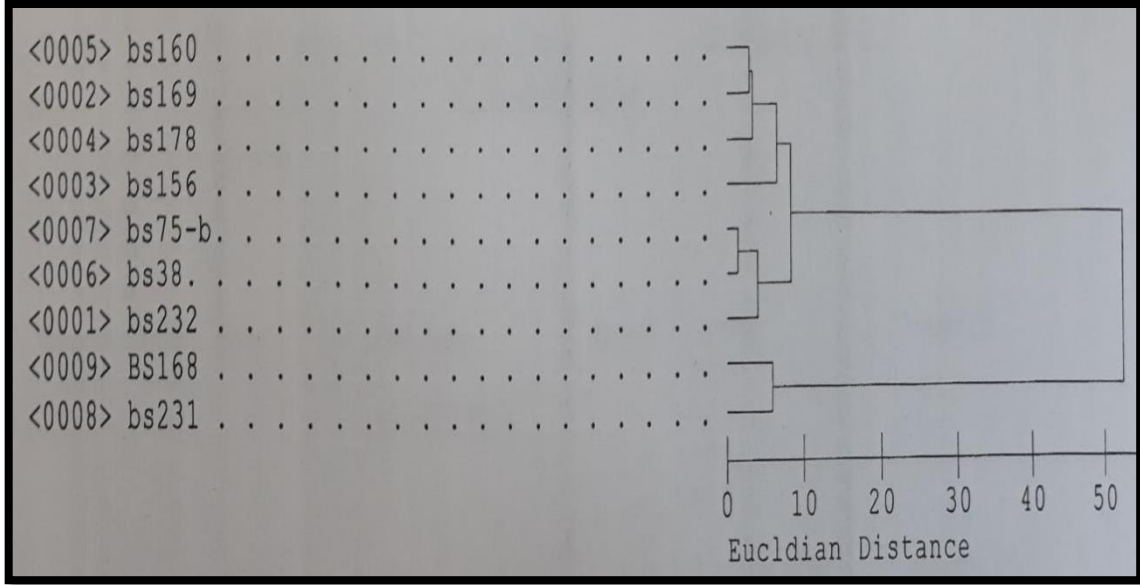 <0005> bs160 . . . . . . . . . . . . . . . . . .
<0002> bs169 . . . . . . . . . . . . . . . . . .
<0004> bs178 . . . . . . . . . . . . . . . . . .
<0003> bs156 . . . . . . . . . . . . . . . . . .
<0007> bs75-b. . . . . . . . . . . . . . . . . .
<0006> bs38. . . . . . . . . . . . . . . . . . .
<0001> bs232 . . . . . . . . . . . . . . . . . .
<0009> BS168 . . . . . . . . . . . . . . . . . .
<0008> bs231 . . . . . . . . . . . . . . . . . .
0 10 20 30 40 50
Eucldian Distance